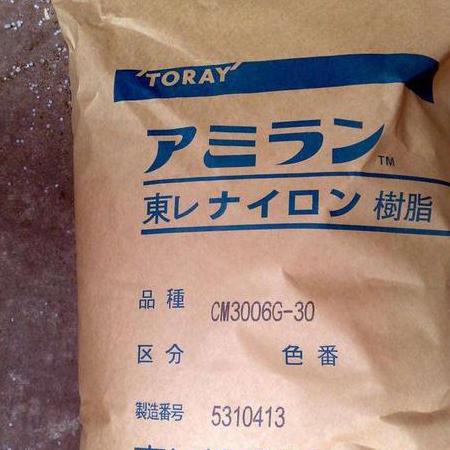 'TORAY'
アミラン™
東レ ナイロン 樹脂
品種 CM3006G-30
区分 色番
製造番号 5310413